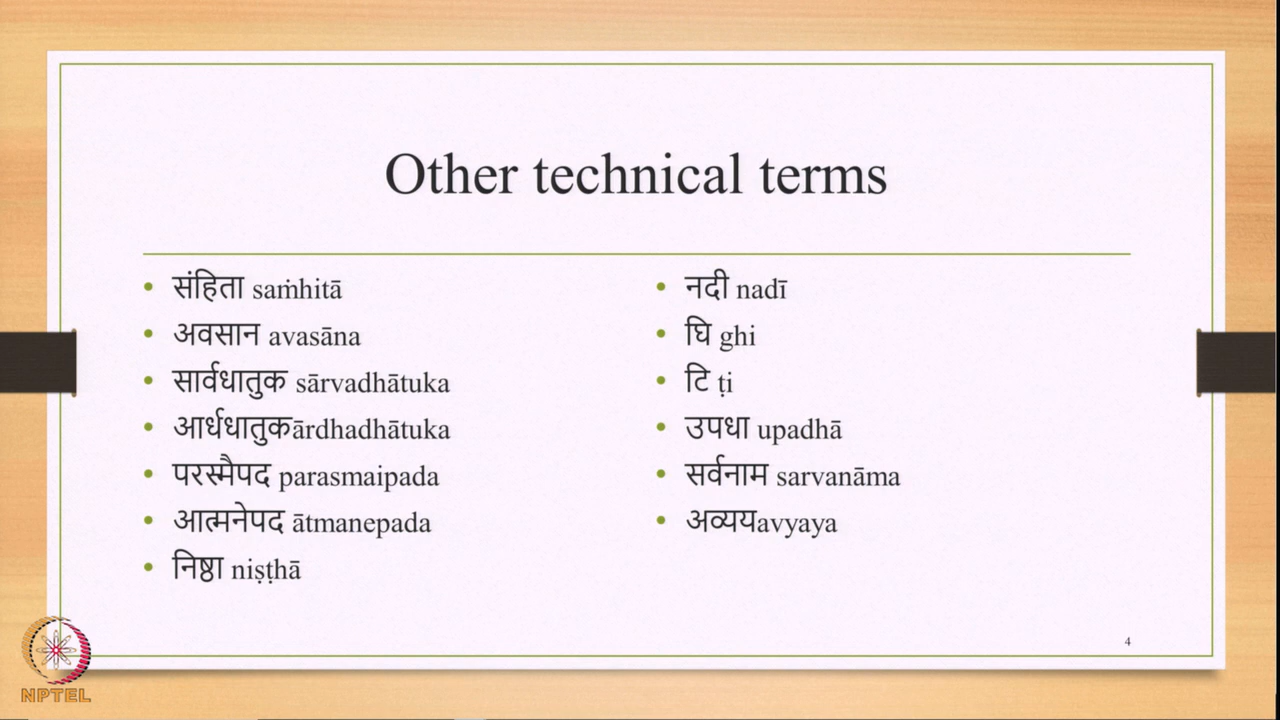 Other technical terms
• संहिता saṁhitā
• अवसान avasāna
• सार्वधातुक sārvadhātuka
• आर्धधातुकārdhadhātuka
• परस्मैपद parasmaipada
• आत्मनेपद ātmanepada
• निष्ठा niṣṭhā
• नदी nadī
• घि ghi
• टि ṭi
• उपधा upadhā
• सर्वनाम sarvanāma
• अव्ययavyaya
4
NPTEL